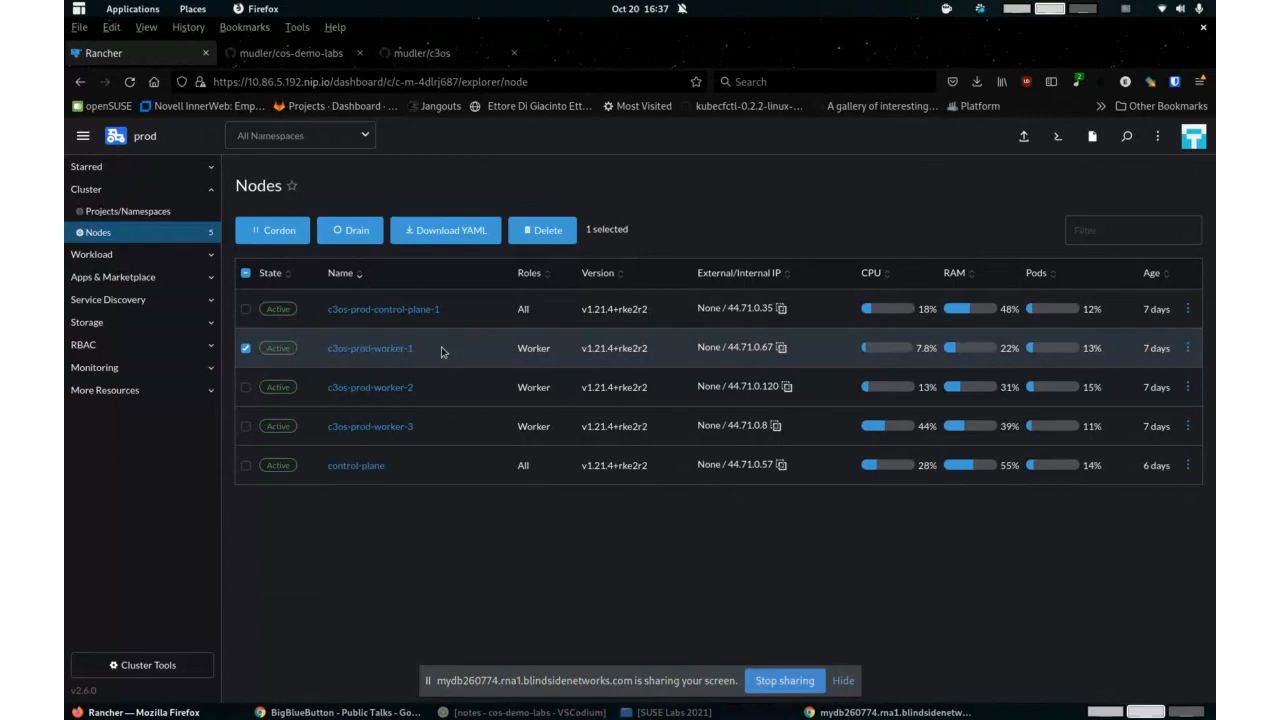 Applications Places Firefox Oct 20 16:37
File Edit View History Bookmarks Tools Help
Rancher mudler/cos-demo-labs mudler/c3os
https://10.86.5.192.nip.io/dashboard/c/c-m-4dlrj687/explorer/node Search
openSUSE Novell InnerWeb: Emp... Projects · Dashboard · ... Jangouts Ettore Di Giacinto Ett... Most Visited kubecfctl-0.2.2-linux-... A gallery of interesting... Platform Other Bookmarks
prod All Namespaces
Starred
Cluster
Projects/Namespaces
Nodes 5
Workload
Apps & Marketplace
Service Discovery
Storage
RBAC
Monitoring
More Resources
Nodes
Cordon Drain Download YAML Delete 1 selected Filter
State Name Roles Version External/Internal IP CPU RAM Pods Age
Active c3os-prod-control-plane-1 All v1.21.4+rke2r2 None / 44.71.0.35 18% 48% 12% 7 days
Active c3os-prod-worker-1 Worker v1.21.4+rke2r2 None / 44.71.0.67 7.8% 22% 13% 7 days
Active c3os-prod-worker-2 Worker v1.21.4+rke2r2 None / 44.71.0.120 13% 31% 15% 7 days
Active c3os-prod-worker-3 Worker v1.21.4+rke2r2 None / 44.71.0.8 44% 39% 11% 7 days
Active control-plane All v1.21.4+rke2r2 None / 44.71.0.57 28% 55% 14% 6 days
Cluster Tools
v2.6.0
mydb260774.rna1.blindsidenetworks.com is sharing your screen. Stop sharing Hide
Rancher — Mozilla Firefox BigBlueButton - Public Talks - Go... [notes - cos-demo-labs - VSCodium] [SUSE Labs 2021] mydb260774.rna1.blindsidenetw...